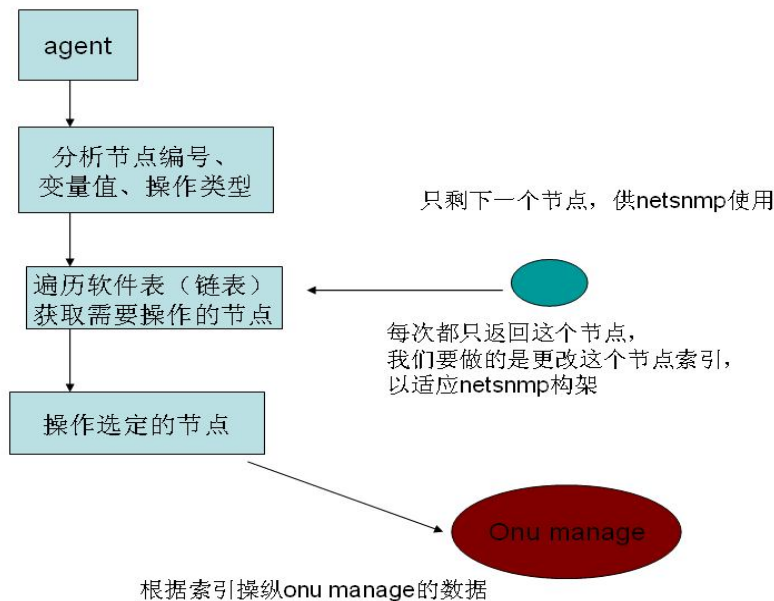 agent
分析节点编号、
变量值、操作类型
只剩下一个节点，供netsnmp使用
遍历软件表（链表）
获取需要操作的节点
每次都只返回这个节点，
我们要做的是更改这个节点索引，
以适应netsnmp构架
操作选定的节点
Onu manage
根据索引操纵onu manage的数据